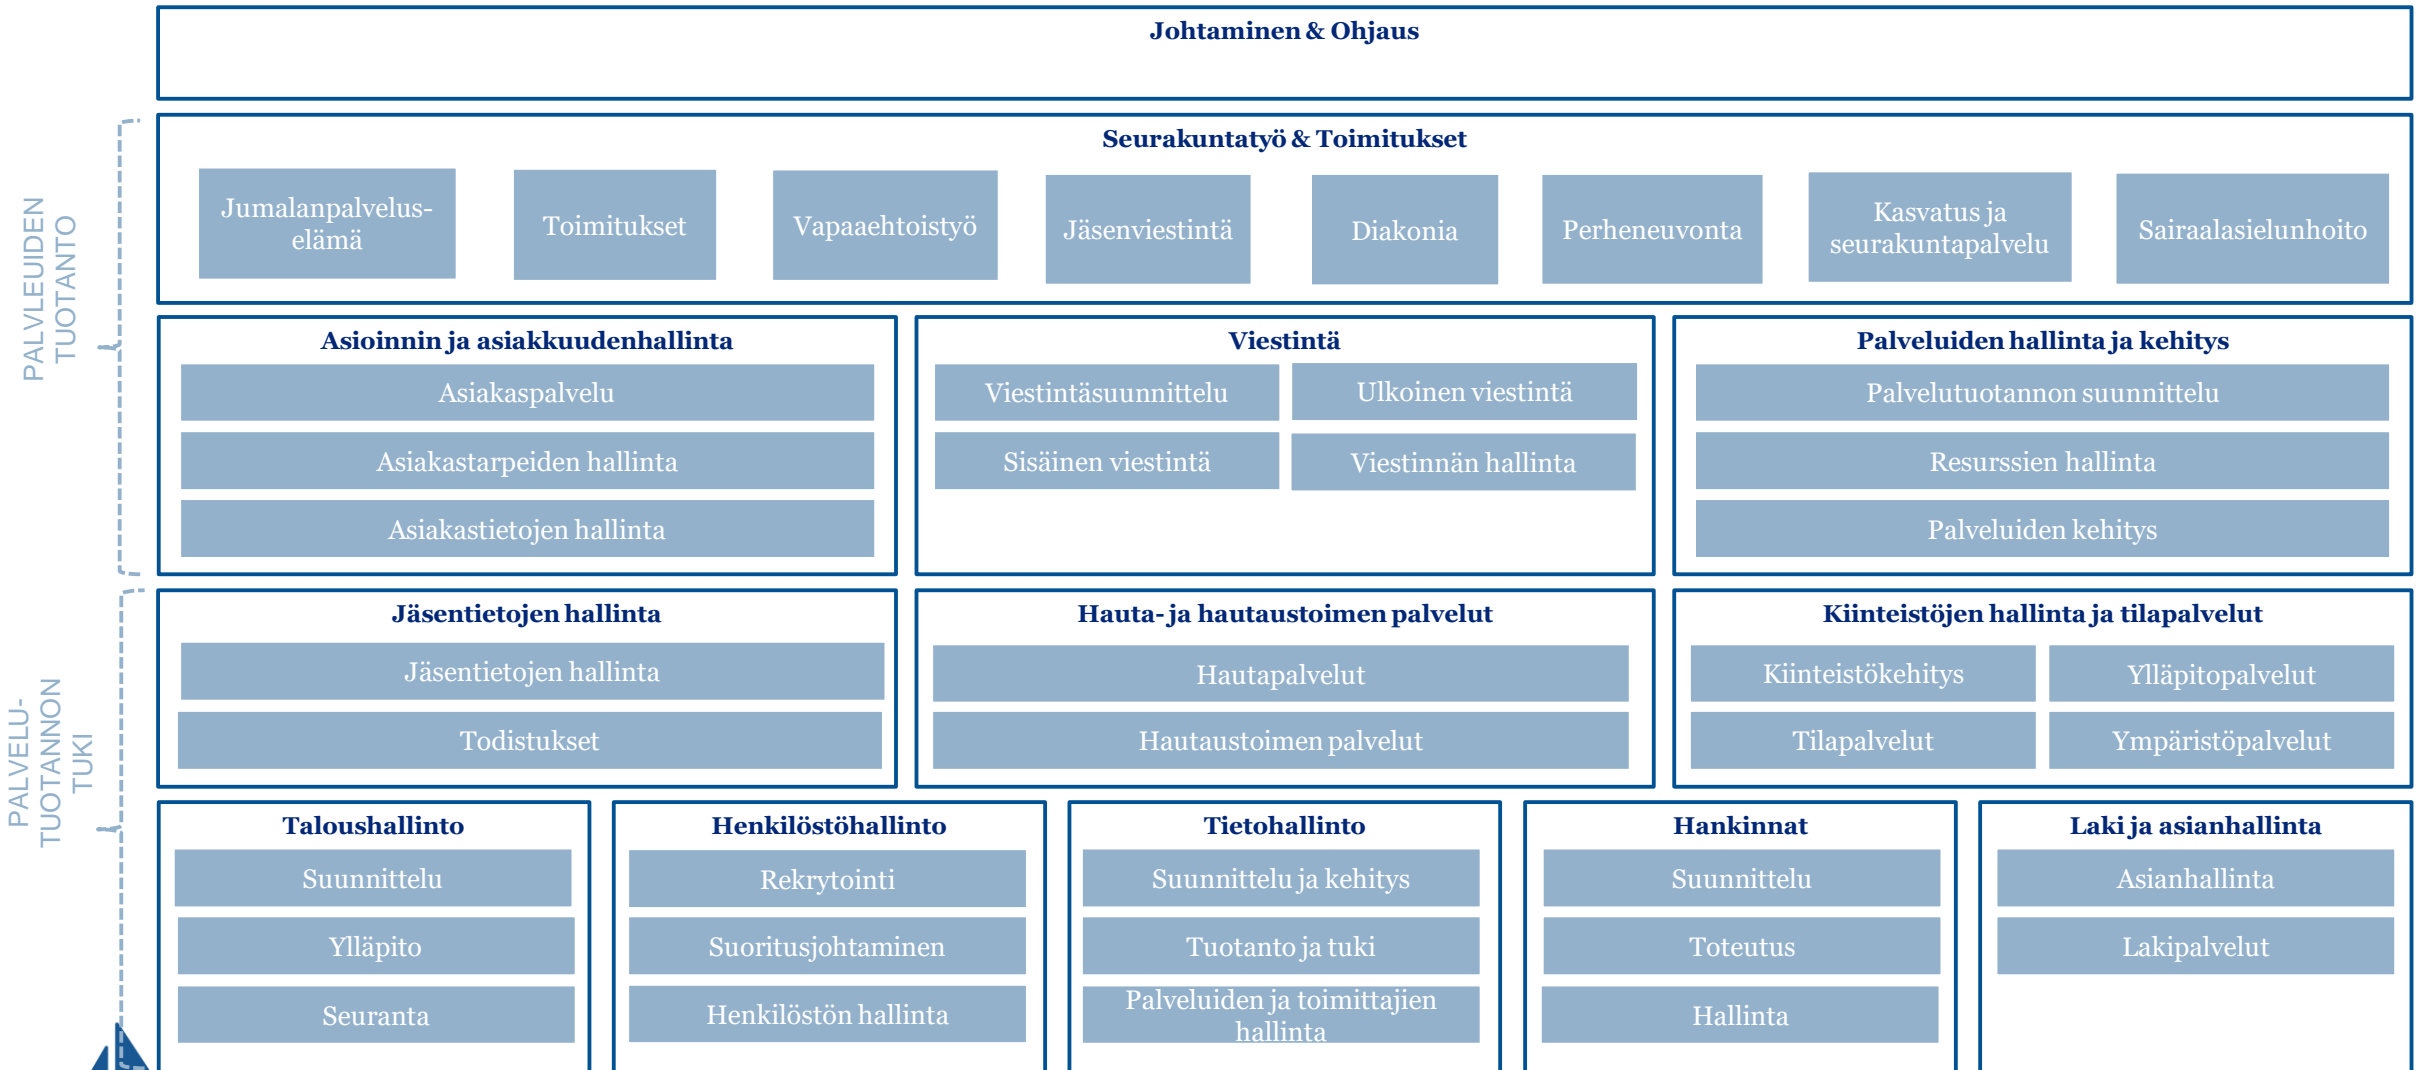 Johtaminen & Ohjaus
PALVLEUIDEN
TUOTANTO
Seurakuntatyö & Toimitukset
Jumalanpalvelus-
elämä
Toimitukset
Vapaaehtoistyö
Jäsenviestintä
Diakonia
Perheneuvonta
Kasvatus ja
seurakuntapalvelu
Sairaalasielunhoito
Asioinnin ja asiakkuudenhallinta
Asiakaspalvelu
Asiakastarpeiden hallinta
Asiakastietojen hallinta
Viestintä
Viestintäsuunnittelu
Ulkoinen viestintä
Sisäinen viestintä
Viestinnän hallinta
Palveluiden hallinta ja kehitys
Palvelutuotannon suunnittelu
Resurssien hallinta
Palveluiden kehitys
PALVELU-
TUOTANNON
TUKI
Jäsentietojen hallinta
Jäsentietojen hallinta
Todistukset
Hauta- ja hautaustoimen palvelut
Hautapalvelut
Hautaustoimen palvelut
Kiinteistöjen hallinta ja tilapalvelut
Kiinteistökehitys
Ylläpitopalvelut
Tilapalvelut
Ympäristöpalvelut
Taloushallinto
Suunnittelu
Ylläpito
Seuranta
Henkilöstöhallinto
Rekrytointi
Suoritusjohtaminen
Henkilöstön hallinta
Tietohallinto
Suunnittelu ja kehitys
Tuotanto ja tuki
Palveluiden ja toimittajien
hallinta
Hankinnat
Suunnittelu
Toteutus
Hallinta
Laki ja asianhallinta
Asianhallinta
Lakipalvelut